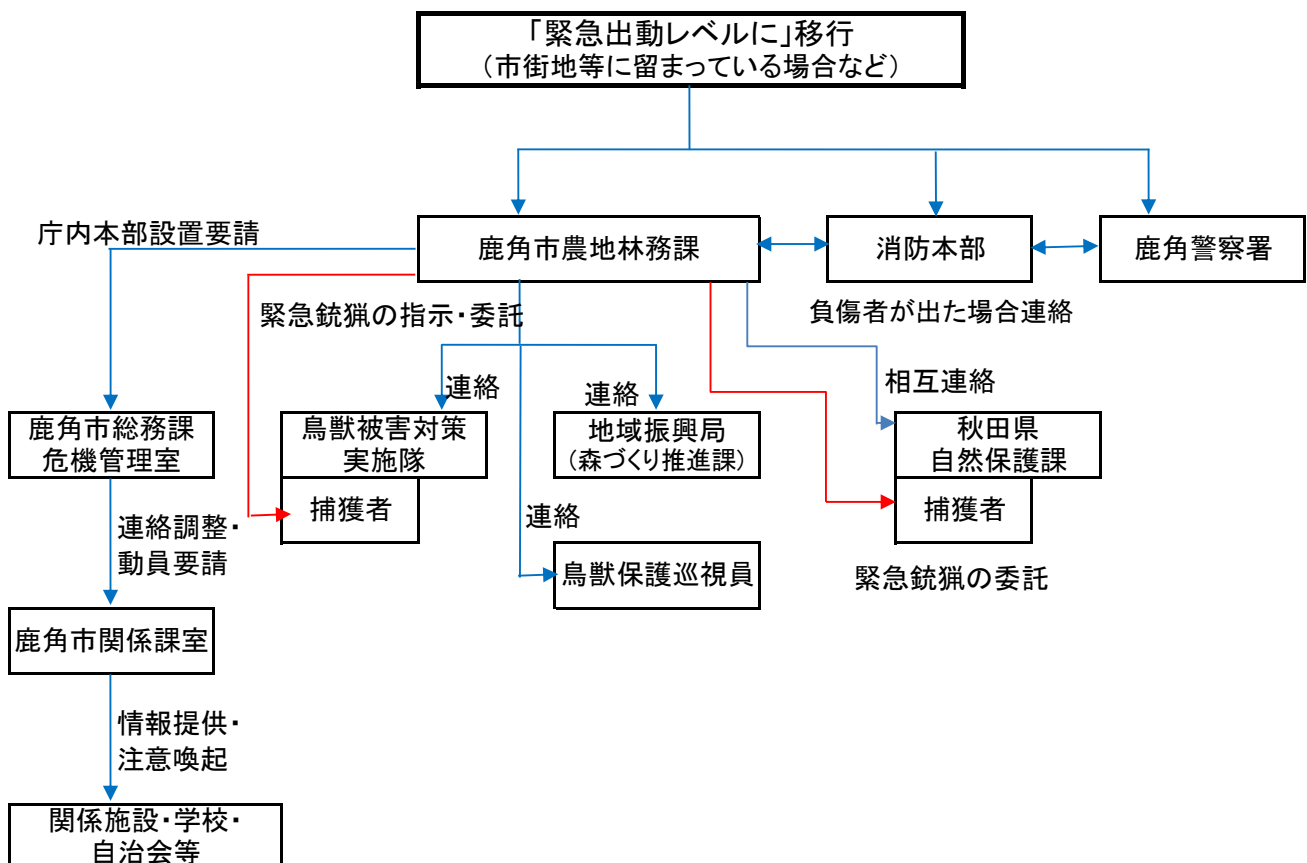 「緊急出動レベルに」移行
(市街地等に留まっている場合など)
庁内本部設置要請
鹿角市農地林務課
消防本部
鹿角警察署
緊急銃猟の指示・委託
負傷者が出た場合連絡
連絡
連絡
相互連絡
鹿角市総務課
危機管理室
鳥獣被害対策
実施隊
地域振興局
(森づくり推進課)
秋田県
自然保護課
捕獲者
捕獲者
連絡調整・
動員要請
連絡
鳥獣保護巡視員
緊急銃猟の委託
鹿角市関係課室
情報提供・
注意喚起
関係施設・学校・
自治会等